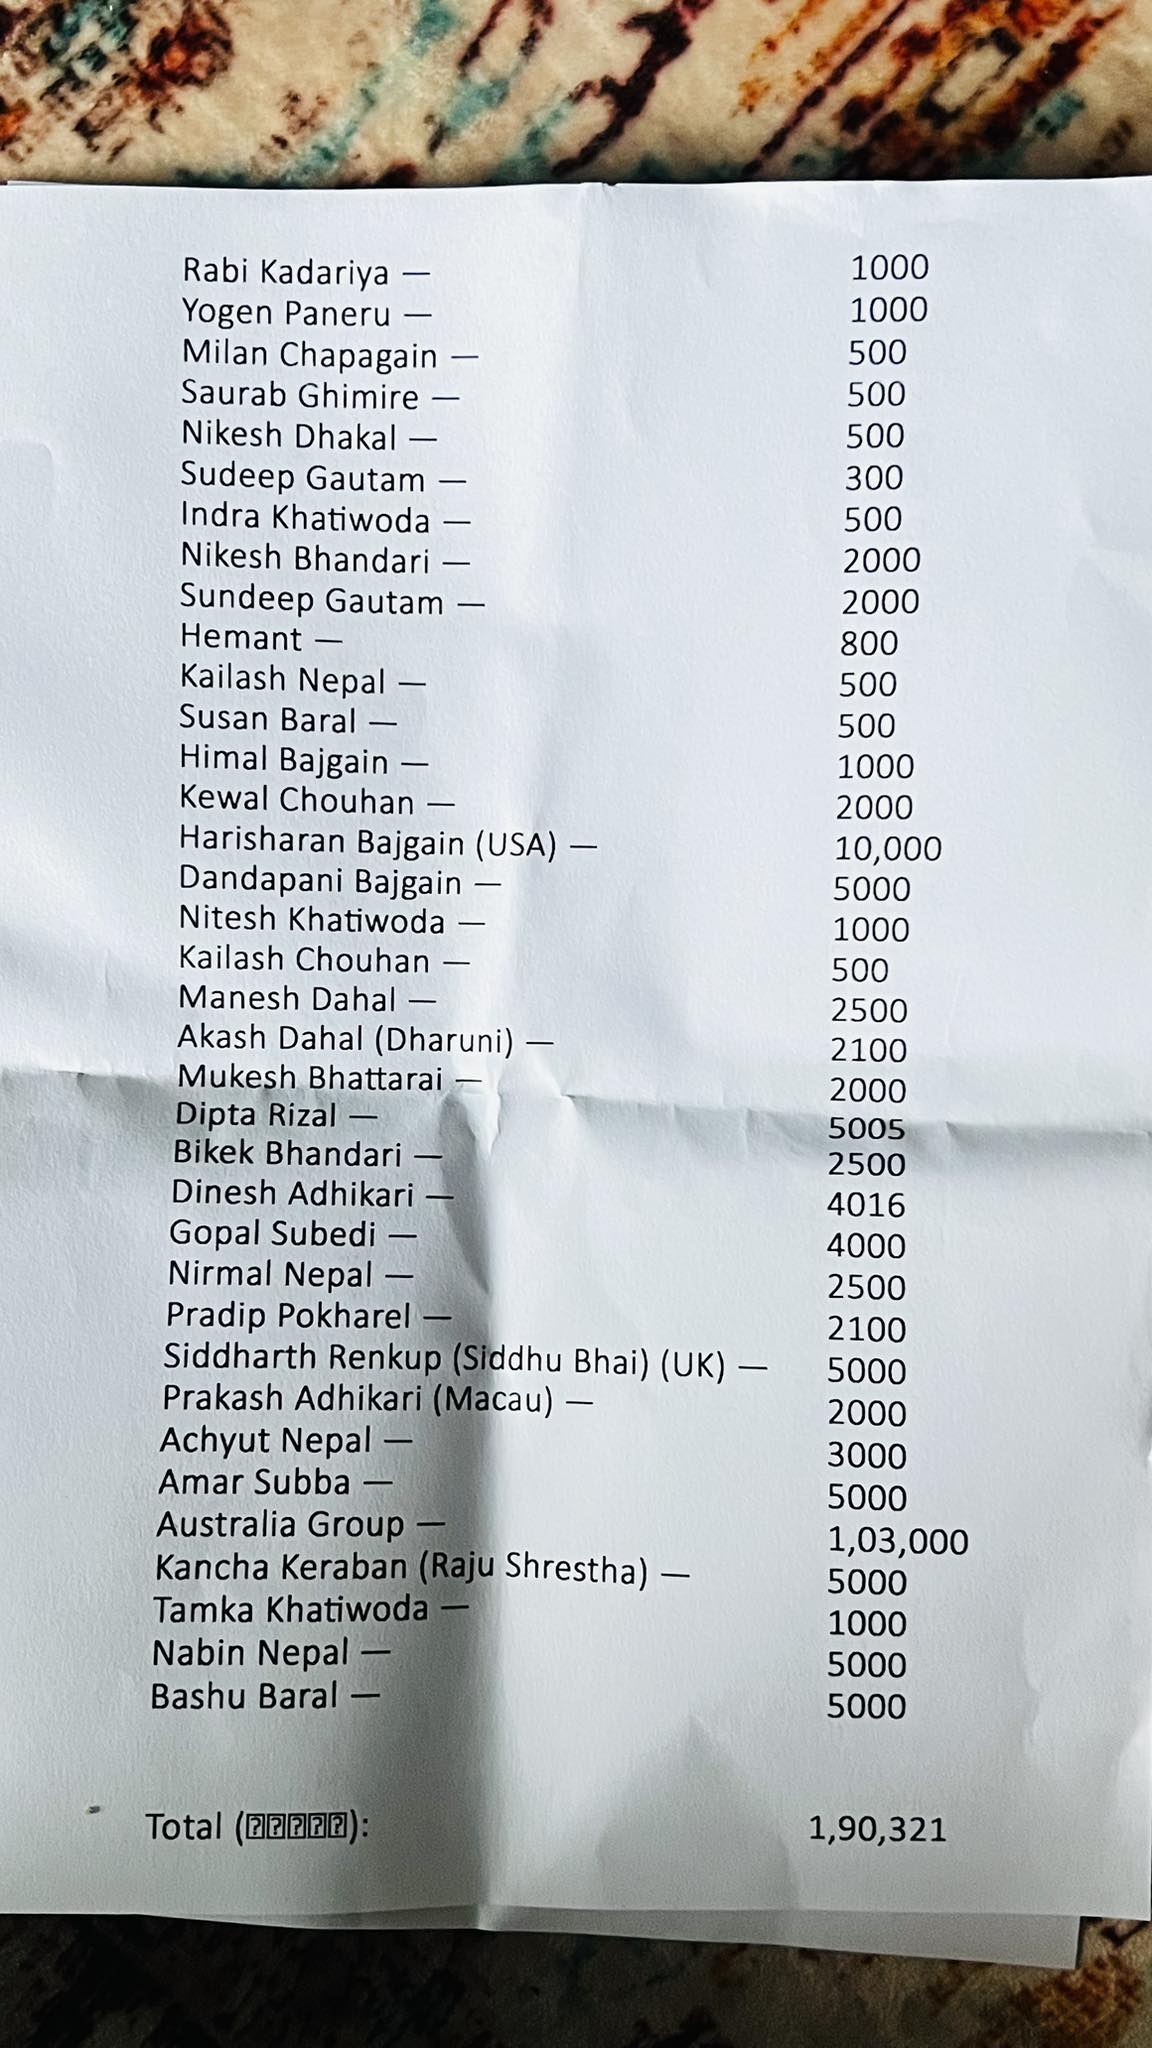 Rabi Kadariya — 1000
Yogen Paneru — 1000
Milan Chapagain — 500
Saurab Ghimire — 500
Nikesh Dhakal — 500
Sudeep Gautam — 300
Indra Khatiwoda — 500
Nikesh Bhandari — 2000
Sundeep Gautam — 2000
Hemant — 800
Kailash Nepal — 500
Susan Baral — 500
Himal Bajgain — 1000
Kewal Chouhan — 2000
Harisharan Bajgain (USA) — 10,000
Dandapani Bajgain — 5000
Nitesh Khatiwoda — 1000
Kailash Chouhan — 500
Manesh Dahal — 2500
Akash Dahal (Dharuni) — 2100
Mukesh Bhattarai — 2000
Dipta Rizal — 5005
Bikek Bhandari — 2500
Dinesh Adhikari — 4016
Gopal Subedi — 4000
Nirmal Nepal — 2500
Pradip Pokharel — 2100
Siddharth Renkup (Siddhu Bhai) (UK) — 5000
Prakash Adhikari (Macau) — 2000
Achyut Nepal — 3000
Amar Subba — 5000
Australia Group — 1,03,000
Kancha Keraban (Raju Shrestha) — 5000
Tamka Khatiwoda — 1000
Nabin Nepal — 5000
Bashu Baral — 5000
Total (⍰⍰⍰⍰⍰): 1,90,321